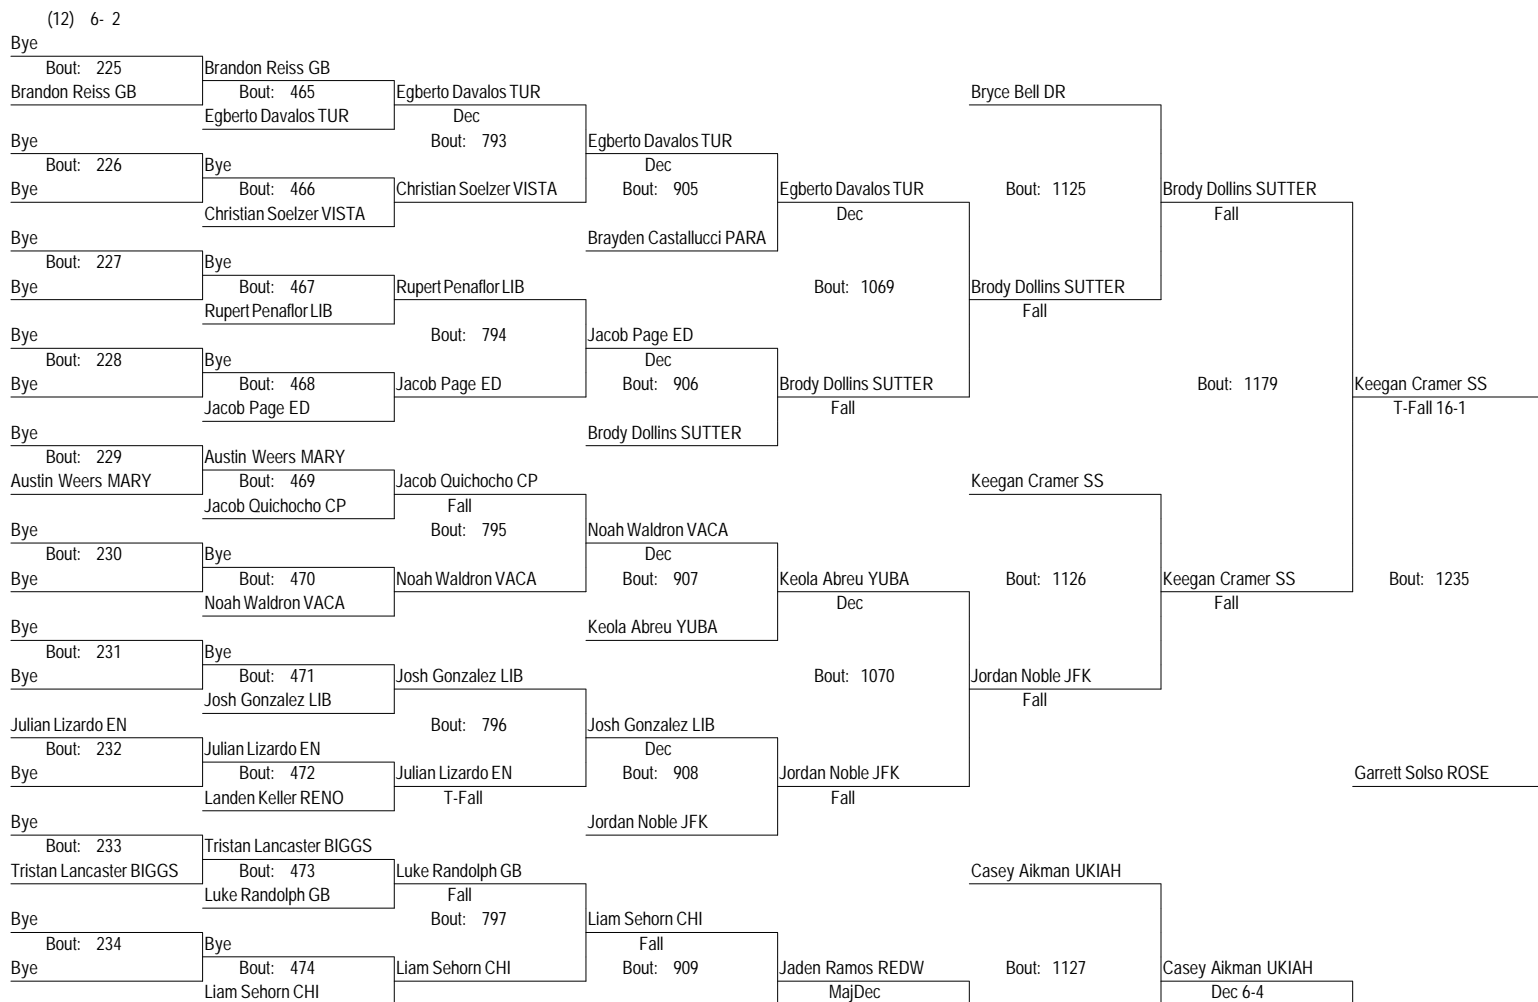 (12) 6- 2
Bye
Bout: 225
Brandon Reiss GB
Bye
Bout: 226
Bye
Bye
Bout: 227
Bye
Bye
Bout: 228
Bye
Bye
Bout: 229
Austin Weers MARY
Bye
Bout: 230
Bye
Bye
Bout: 231
Bye
Julian Lizardo EN
Bout: 232
Bye
Bye
Bout: 233
Tristan Lancaster BIGGS
Bye
Bout: 234
Bye
Brandon Reiss GB
Bout: 465
Egberto Davalos TUR
Bye
Bout: 466
Christian Soelzer VISTA
Bye
Bout: 467
Rupert Penaflor LIB
Bye
Bout: 468
Jacob Page ED
Austin Weers MARY
Bout: 469
Jacob Quichocho CP
Bye
Bout: 470
Noah Waldron VACA
Bye
Bout: 471
Josh Gonzalez LIB
Julian Lizardo EN
Bout: 472
Landen Keller RENO
Tristan Lancaster BIGGS
Bout: 473
Luke Randolph GB
Bye
Bout: 474
Liam Sehorn CHI
Egberto Davalos TUR
Dec
Bout: 793
Christian Soelzer VISTA
Rupert Penaflor LIB
Bout: 794
Jacob Page ED
Jacob Quichocho CP
Fall
Bout: 795
Noah Waldron VACA
Josh Gonzalez LIB
Bout: 796
Julian Lizardo EN
T-Fall
Luke Randolph GB
Fall
Bout: 797
Liam Sehorn CHI
Egberto Davalos TUR
Dec
Bout: 905
Brayden Castallucci PARA
Jacob Page ED
Dec
Bout: 906
Brody Dollins SUTTER
Noah Waldron VACA
Dec
Bout: 907
Keola Abreu YUBA
Josh Gonzalez LIB
Dec
Bout: 908
Jordan Noble JFK
Liam Sehorn CHI
Fall
Bout: 909
Egberto Davalos TUR
Dec
Bout: 1069
Brody Dollins SUTTER
Fall
Keola Abreu YUBA
Dec
Bout: 1070
Jordan Noble JFK
Fall
Jaden Ramos REDW
MajDec
Bryce Bell DR
Bout: 1125
Brody Dollins SUTTER
Fall
Keegan Cramer SS
Bout: 1126
Jordan Noble JFK
Fall
Casey Aikman UKIAH
Bout: 1127
Brody Dollins SUTTER
Fall
Bout: 1179
Keegan Cramer SS
Fall
Casey Aikman UKIAH
Dec 6-4
Keegan Cramer SS
T-Fall 16-1
Bout: 1235
Garrett Solso ROSE